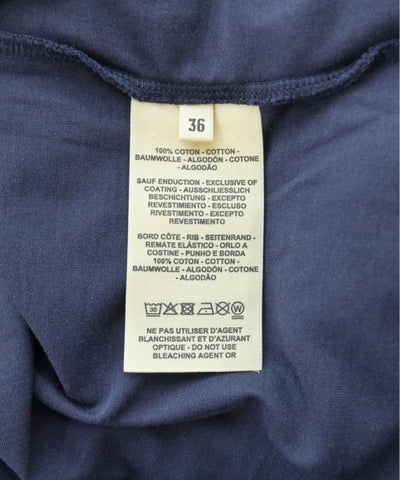 36
100% COTON - COTTON -
BAUMWOLLE - ALGODÓN - COTONE
- ALGODÃO
SAUF ENDUCTION - EXCLUSIVE OF
COATING - AUSSCHLIESSLICH
BESCHICHTUNG - EXCEPTO
REVESTIMIENTO - ESCLUSO
RIVESTIMENTO - EXCEPTO
REVESTIMENTO
BORD CÔTE - RIB - SEITENRAND -
REMATE ELÁSTICO - ORLO A
COSTINE - PUNHO E BORDA
100% COTON - COTTON -
BAUMWOLLE - ALGODÓN - COTONE
- ALGODÃO
30 W
NE PAS UTILISER D'AGENT
BLANCHISSANT ET D'AZURANT
OPTIQUE / DO NOT USE
BLEACHING AGENT OR